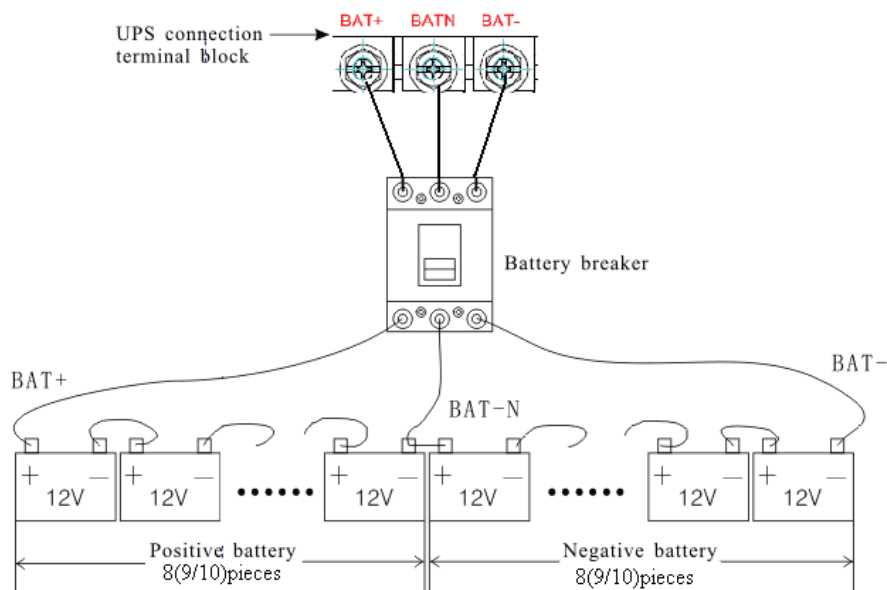 BAT+ BATN BAT-
UPS connection
terminal block
Battery breaker
BAT+
BAT-
BAT-N
+ − + − + − + − + − + −
12V 12V 12V 12V 12V 12V
Positive battery
8(9/10)pieces
Negative battery
8(9/10)pieces